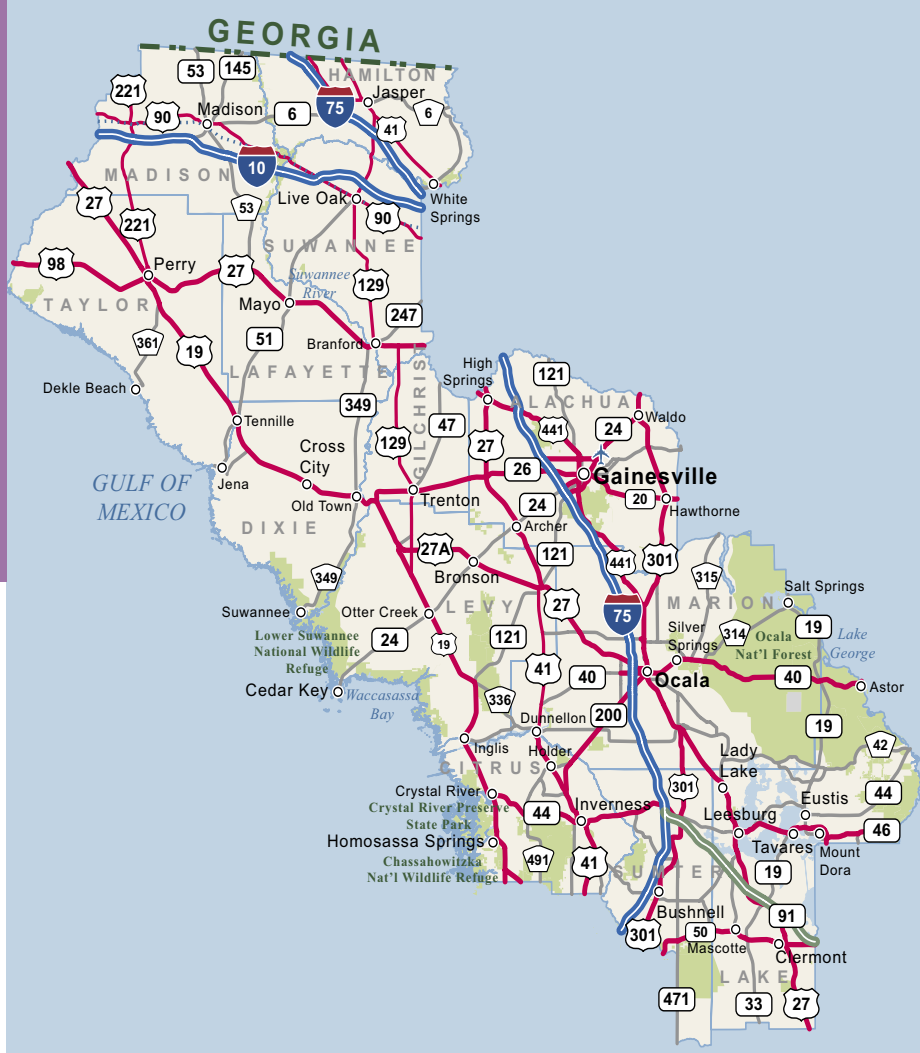 GEORGIA
53
145
HAMILTON
221
75
Jasper
90
Madison
6
6
41
10
MADISON
27
53
Live Oak
White
Springs
221
90
SUWANNEE
98
Perry
27
Suwannee
River
129
TAYLOR
Mayo
247
361
19
51
Branford
High
Springs
121
LAFAYETTE
GILCHRIST
Dekle Beach
349
ALACHUA
Tennille
47
441
24
Waldo
Cross
City
129
27
26
Gainesville
GULF OF
MEXICO
Jena
Old Town
Trenton
20
24
Hawthorne
DIXIE
Archer
27A
121
441
301
Bronson
349
315
Salt Springs
Suwannee
Otter Creek
LEVY
27
75
MARION
19
Lower Suwannee
National Wildlife
Refuge
24
19
121
Silver
Springs
314
Ocala
Nat'l Forest
Lake
George
41
40
Ocala
40
Astor
Cedar Key
Waccasassa
Bay
336
200
Dunnellon
19
Inglis
Holder
Lady
Lake
42
CITRUS
Crystal River
301
Eustis
44
Crystal River Preserve
State Park
44
Inverness
Leesburg
46
Homosassa Springs
Tavares
Mount
Dora
Chassahowitzka
Nat'l Wildlife Refuge
491
41
SUMTER
19
Bushnell
91
301
50
Mascotte
Clermont
LAKE
471
33
27